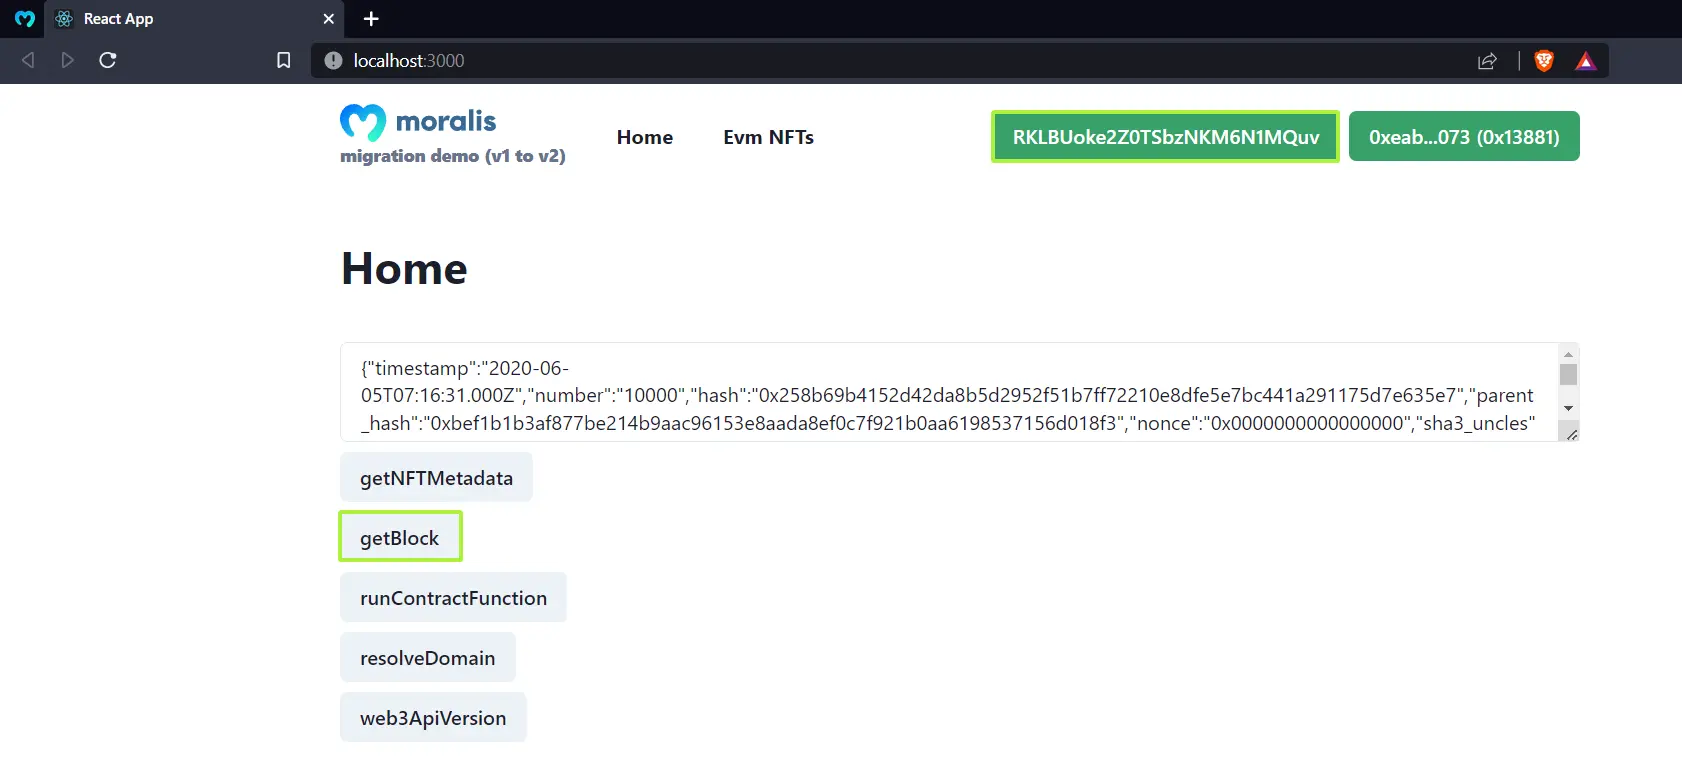 React App
localhost:3000
moralis
migration demo (v1 to v2)
Home
Evm NFTs
RKLBUoke2Z0TSbzNKM6N1MQuv
0xeab...073 (0x13881)
Home
{"timestamp":"2020-06-
05T07:16:31.000Z","number":"10000","hash":"0x258b69b4152d42da8b5d2952f51b7ff72210e8dfe5e7bc441a291175d7e635e7","parent
_hash":"0xbef1b1b3af877be214b9aac96153e8aada8ef0c7f921b0aa6198537156d018f3","nonce":"0x0000000000000000","sha3_uncles"
getNFTMetadata
getBlock
runContractFunction
resolveDomain
web3ApiVersion